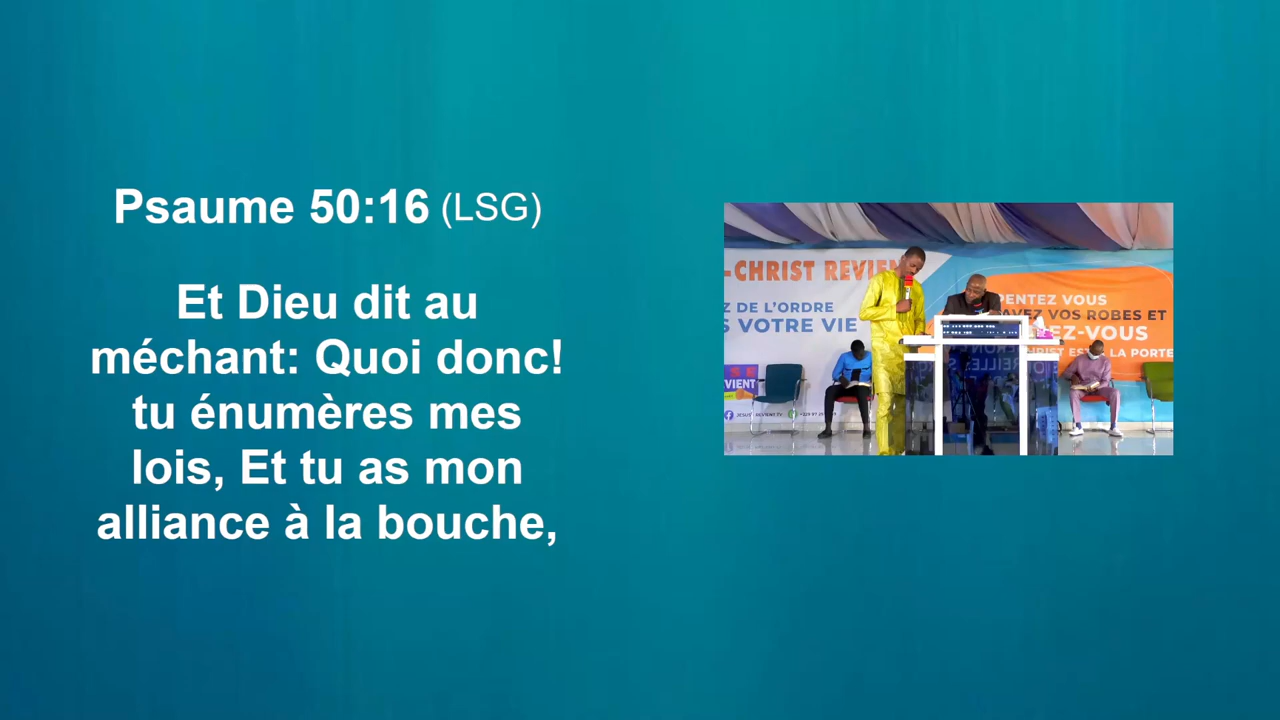 Psaume 50:16 (LSG)
Et Dieu dit au
méchant: Quoi donc!
tu énumères mes
lois, Et tu as mon
alliance à la bouche,
-CHRIST REVIENT
Z DE L'ORDRE
S VOTRE VIE
PENTEZ VOUS
AVEZ VOS ROBES ET
EZ-VOUS
CHRIST EST À LA PORTE
VIENT